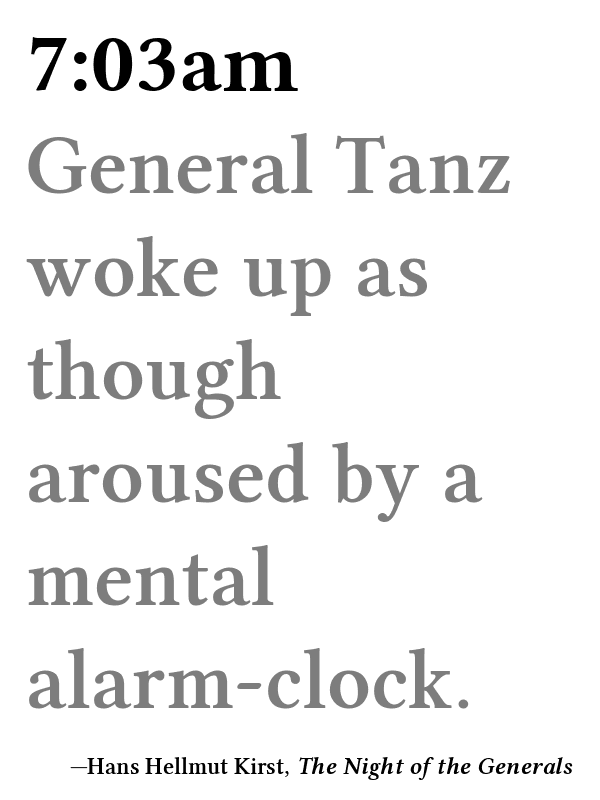 7:03am
General Tanz
woke up as
though
aroused by a
mental
alarm-clock.
—Hans Hellmut Kirst, The Night of the Generals